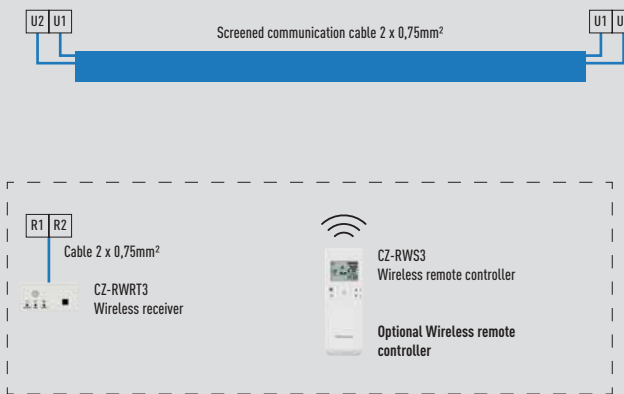 U2 U1
Screened communication cable 2 x 0,75mm²
U1
R1 R2
Cable 2 x 0,75mm²
CZ-RWRT3
Wireless receiver
CZ-RWS3
Wireless remote controller
Optional Wireless remote
controller